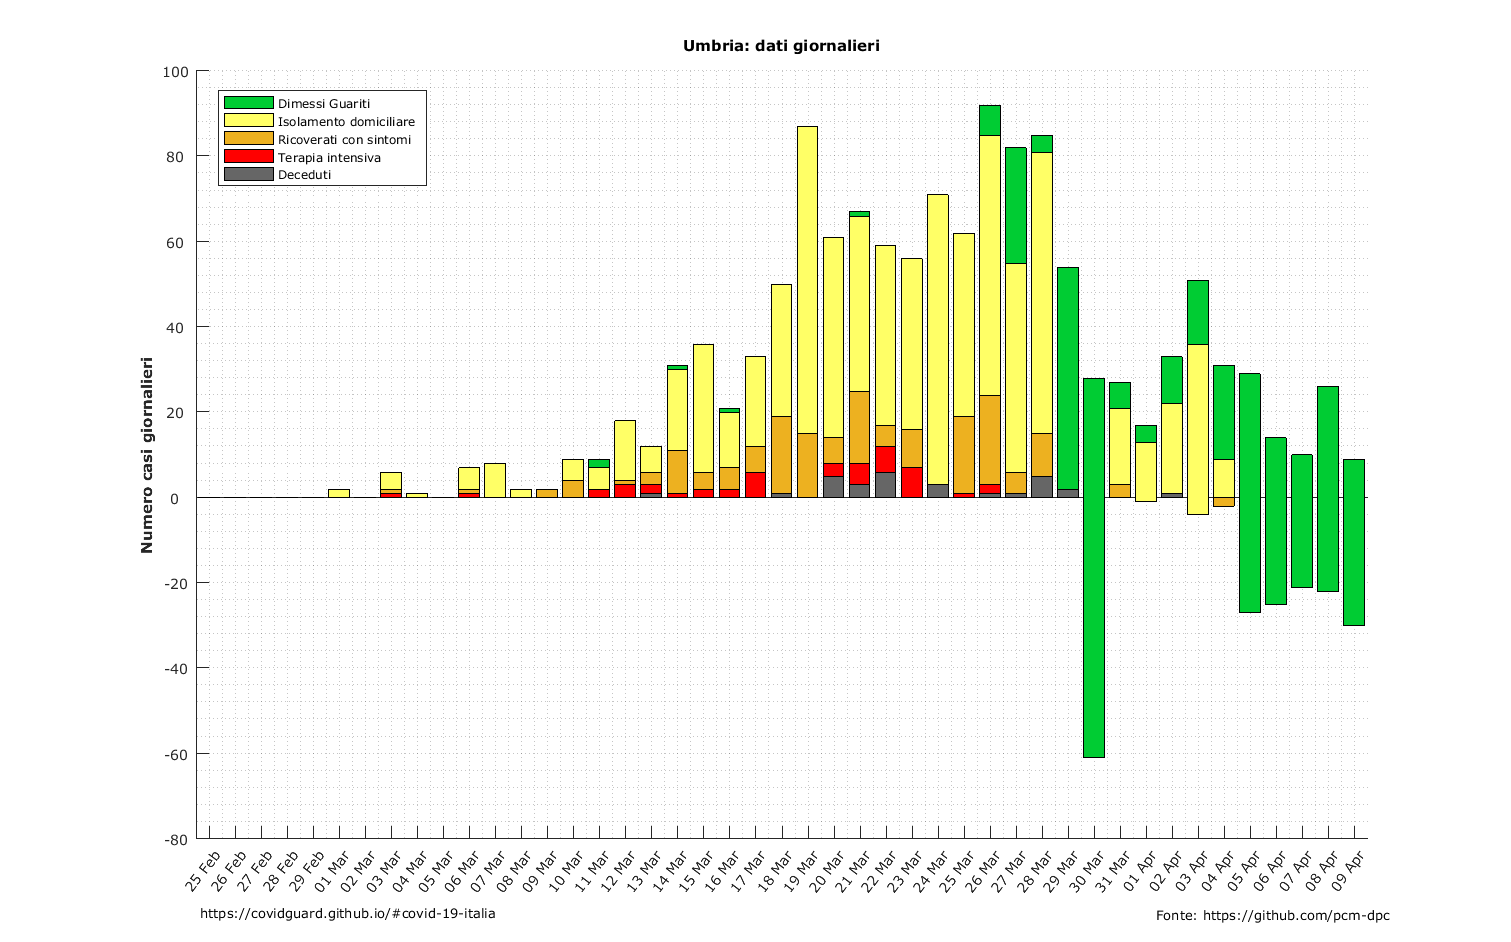 Umbria: dati giornalieri
100
80
60
40
20
0
-20
-40
-60
-80
Numero casi giornalieri
Dimessi Guariti
Isolamento domiciliare
Ricoverati con sintomi
Terapia intensiva
Deceduti
25 Feb
26 Feb
27 Feb
28 Feb
29 Feb
01 Mar
02 Mar
03 Mar
04 Mar
05 Mar
06 Mar
07 Mar
08 Mar
09 Mar
10 Mar
11 Mar
12 Mar
13 Mar
14 Mar
15 Mar
16 Mar
17 Mar
18 Mar
19 Mar
20 Mar
21 Mar
22 Mar
23 Mar
24 Mar
25 Mar
26 Mar
27 Mar
28 Mar
29 Mar
30 Mar
31 Mar
01 Apr
02 Apr
03 Apr
04 Apr
05 Apr
06 Apr
07 Apr
08 Apr
09 Apr
https://covidguard.github.io/#covid-19-italia
Fonte: https://github.com/pcm-dpc